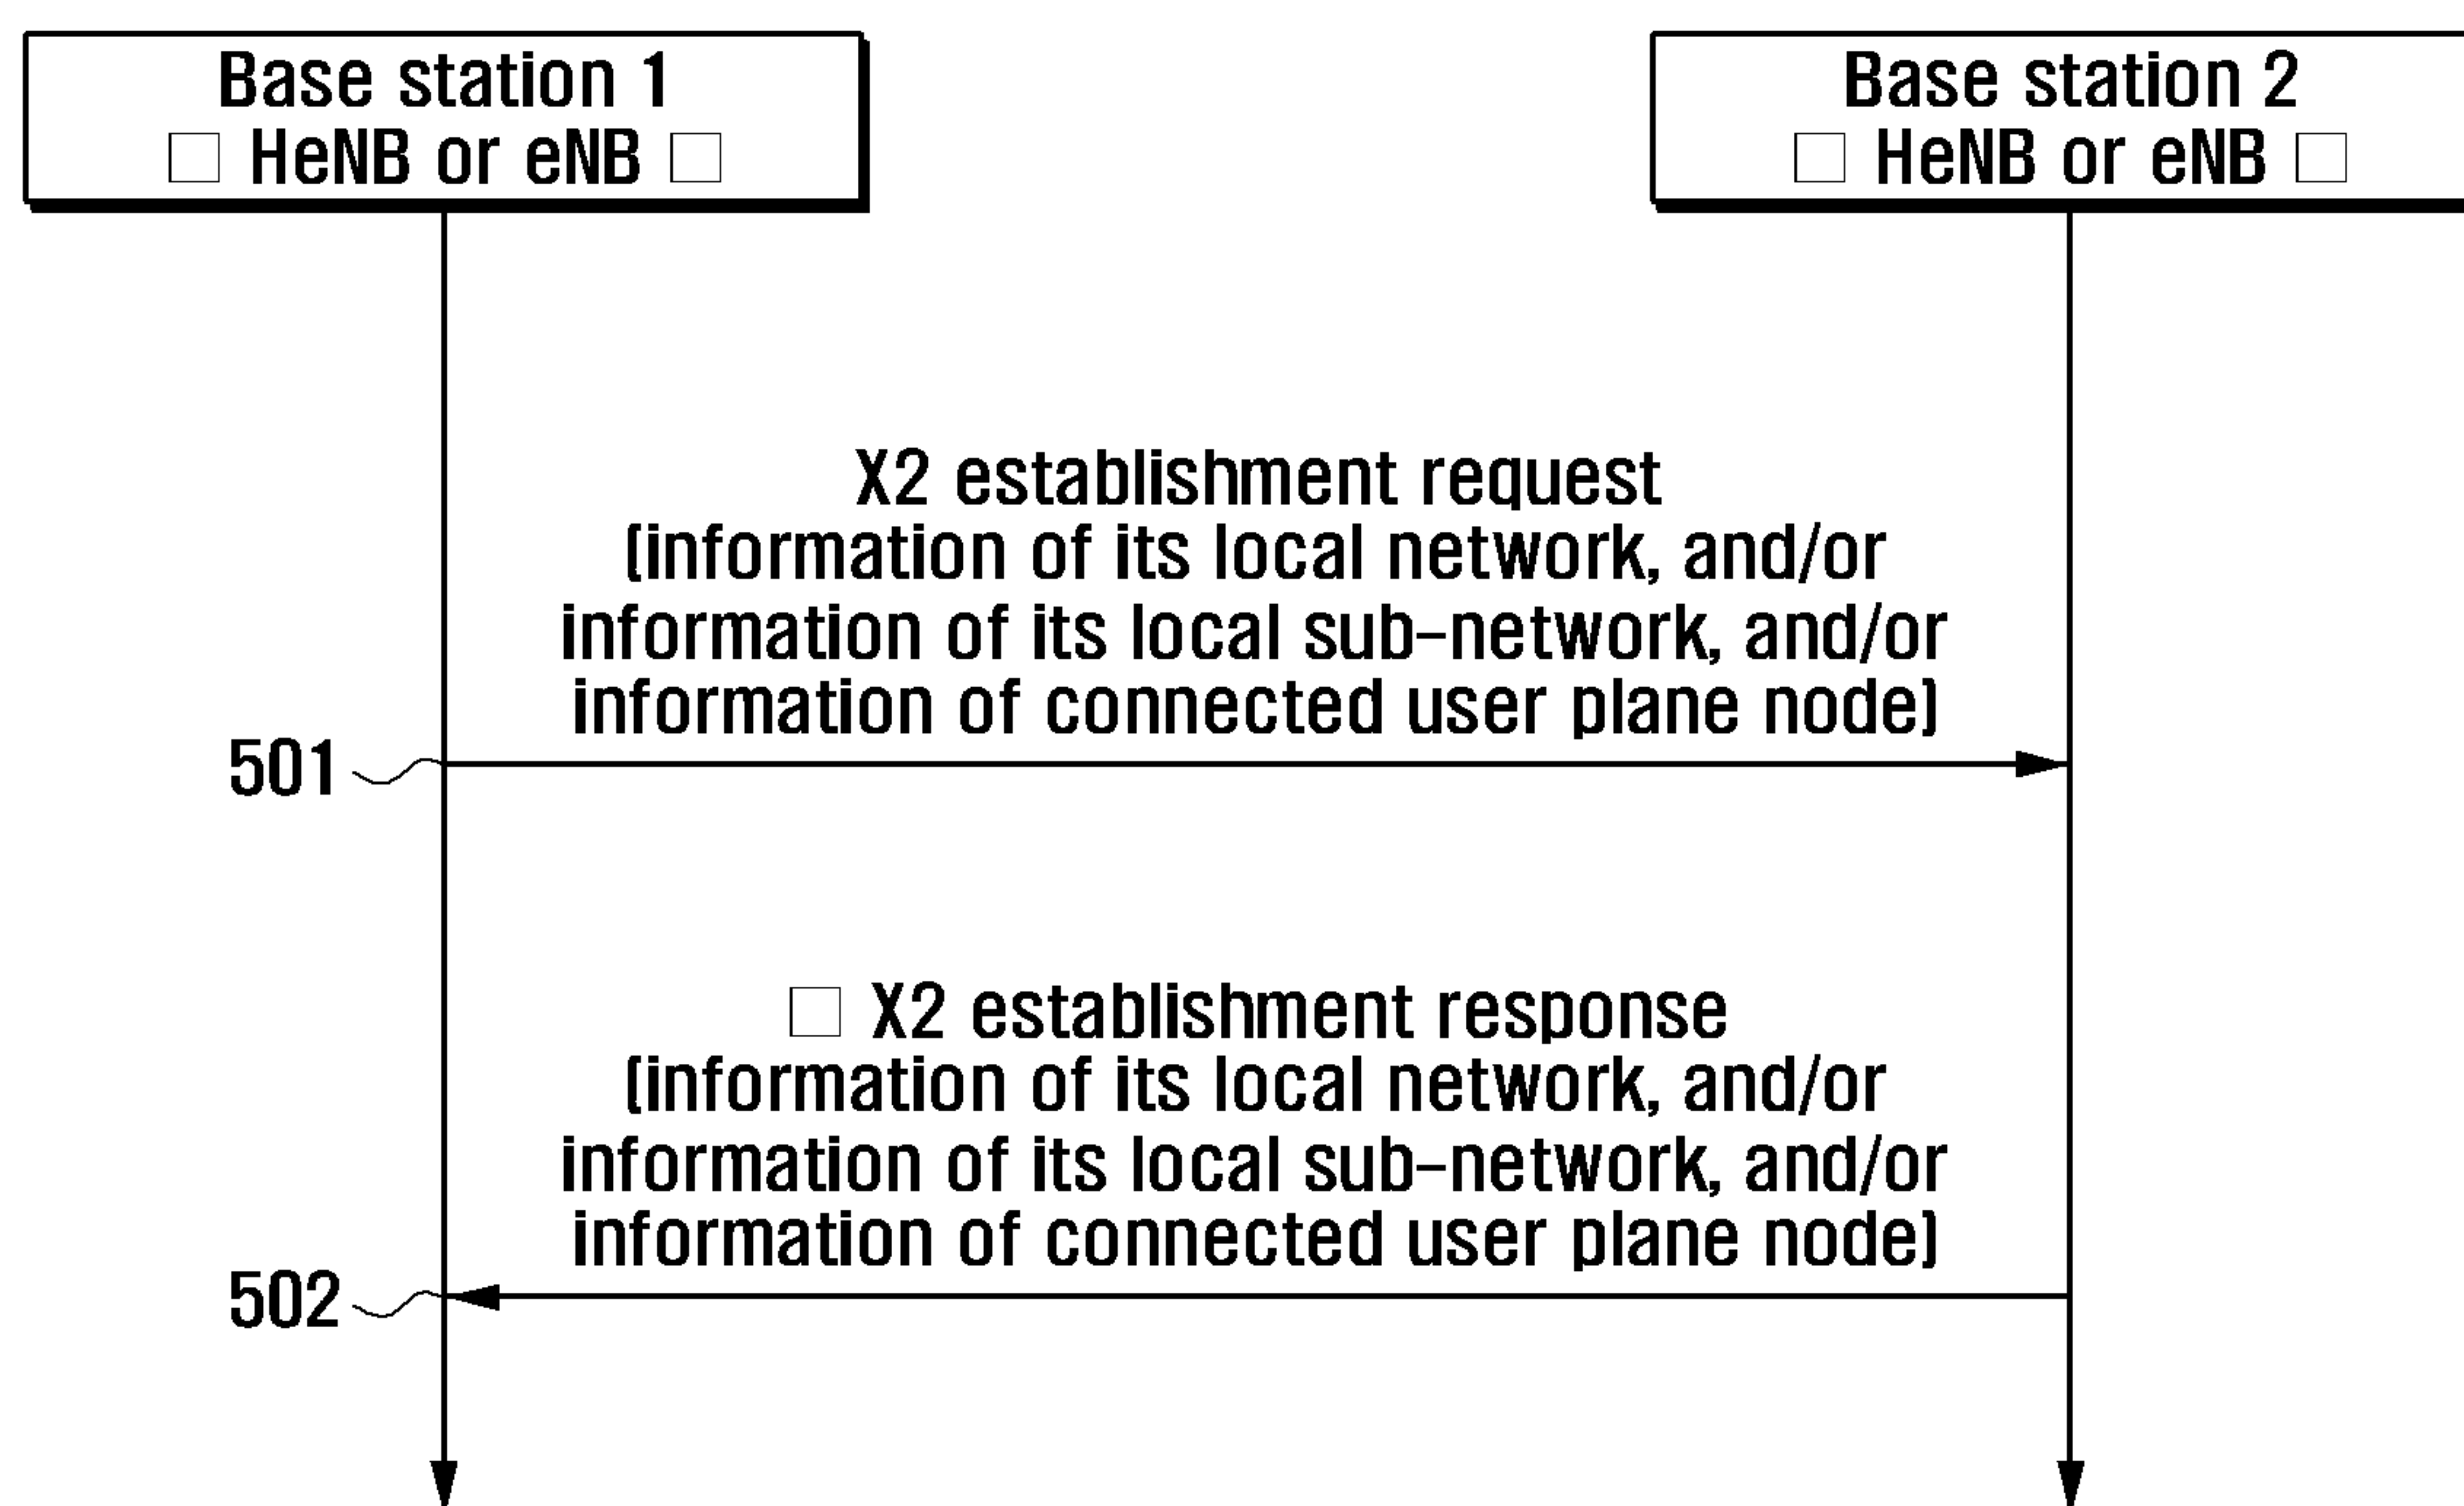 Base station 1
□ HeNB or eNB □
Base station 2
□ HeNB or eNB □
X2 establishment request
(information of its local network, and/or
information of its local sub-network, and/or
information of connected user plane node)
501
□ X2 establishment response
(information of its local network, and/or
information of its local sub-network, and/or
information of connected user plane node)
502